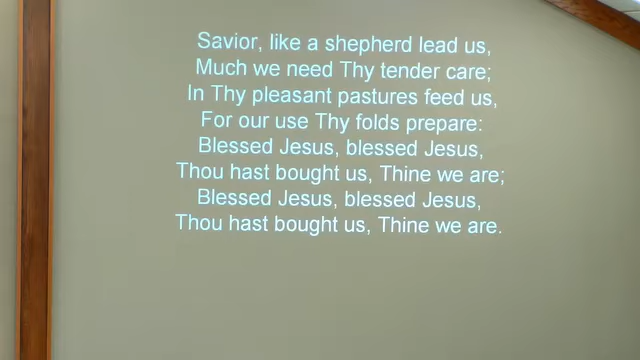 Savior, like a shepherd lead us,
Much we need Thy tender care;
In Thy pleasant pastures feed us,
For our use Thy folds prepare:
Blessed Jesus, blessed Jesus,
Thou hast bought us, Thine we are;
Blessed Jesus, blessed Jesus,
Thou hast bought us, Thine we are.